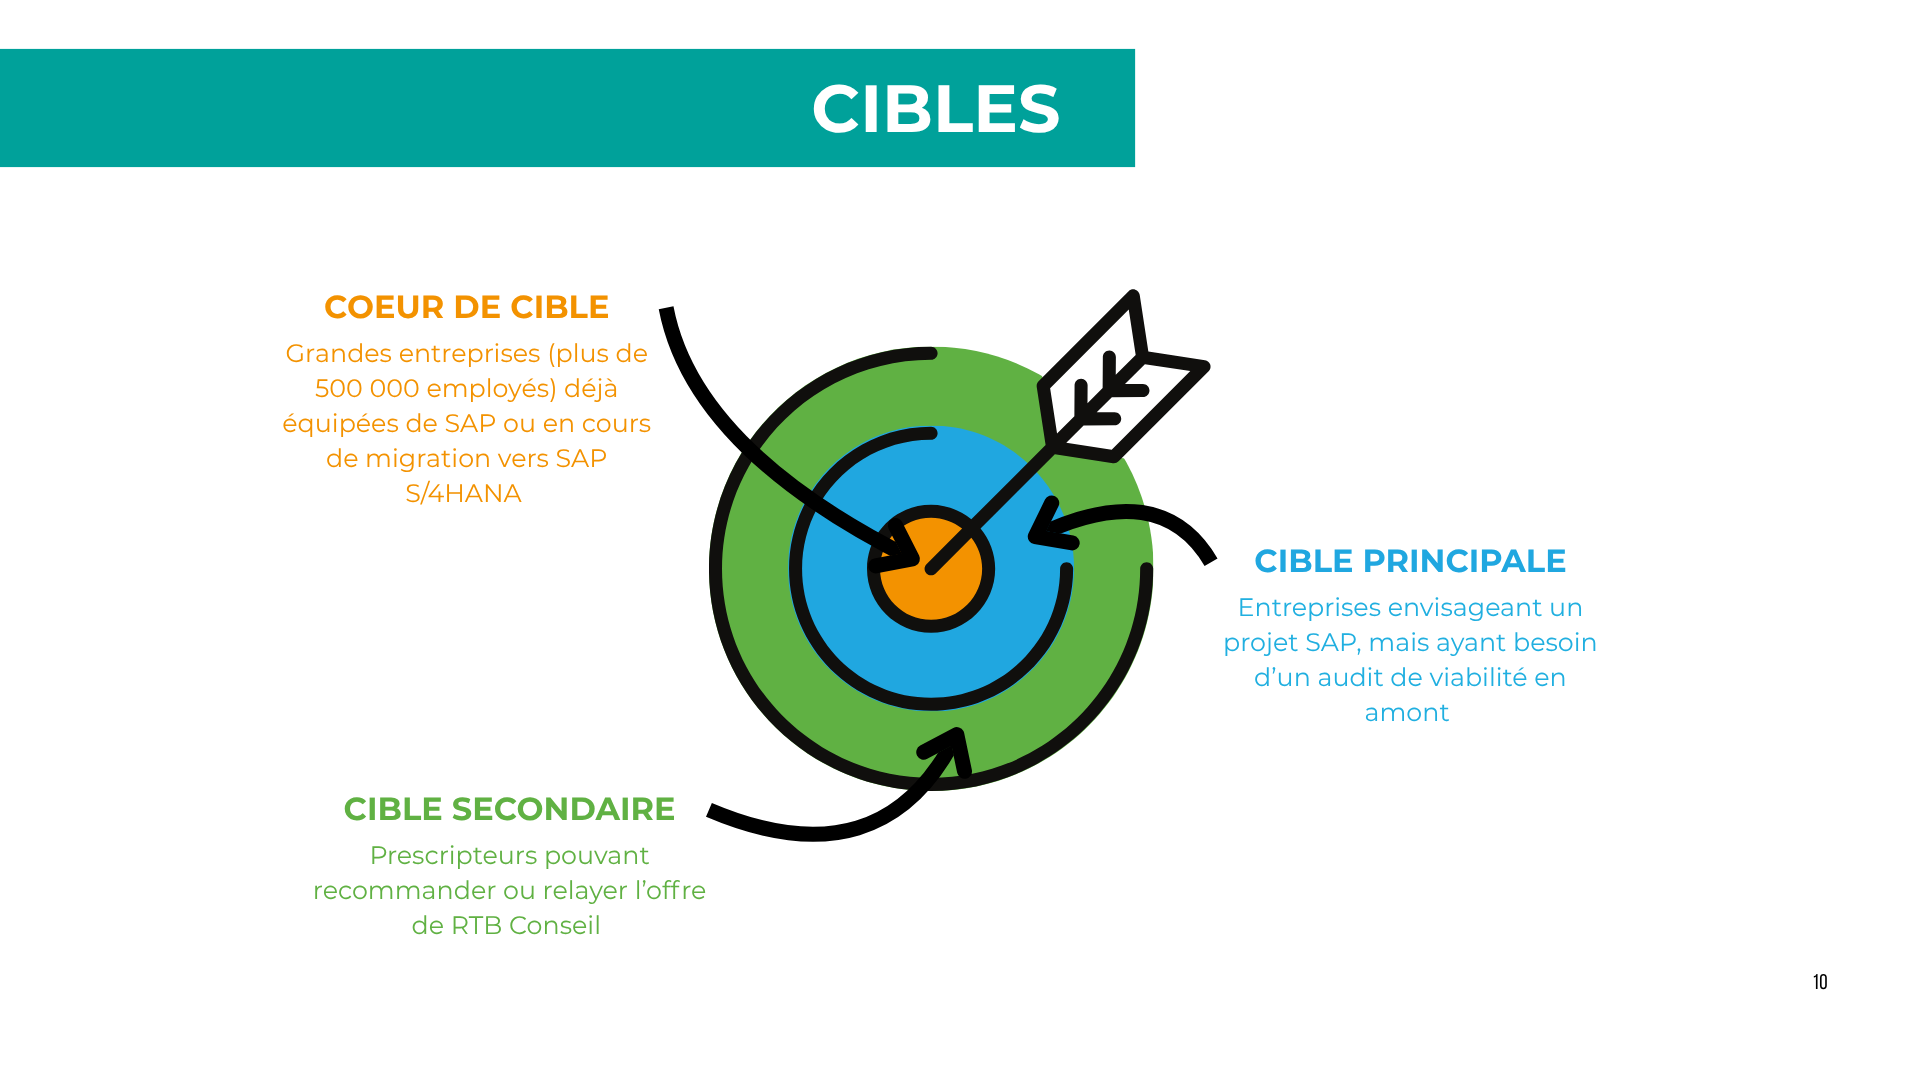 CIBLES
COEUR DE CIBLE
Grandes entreprises (plus de
500 000 employés) déjà
équipées de SAP ou en cours
de migration vers SAP
S/4HANA
CIBLE PRINCIPALE
Entreprises envisageant un
projet SAP, mais ayant besoin
d’un audit de viabilité en
amont
CIBLE SECONDAIRE
Prescripteurs pouvant
recommander ou relayer l’offre
de RTB Conseil
10